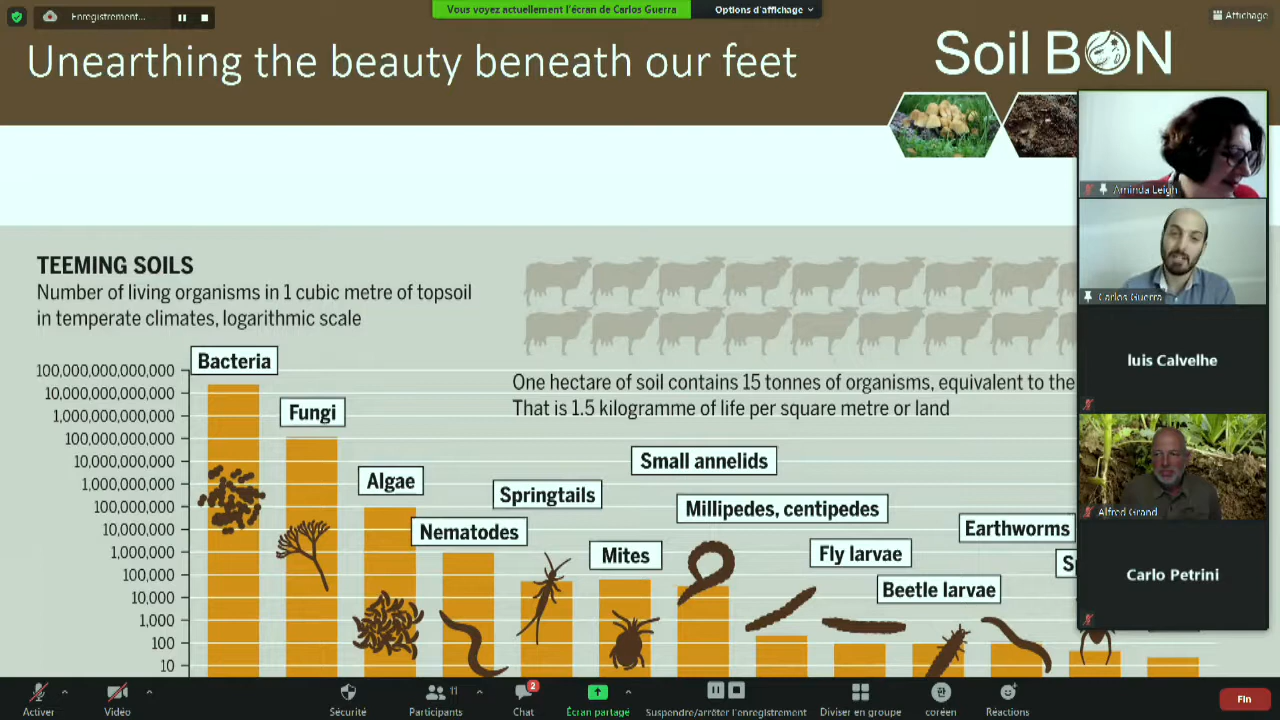 Enregistrement...
Vous voyez actuellement l'écran de Carlos Guerra
Options d'affichage
Affichage
Unearthing the beauty beneath our feet
Soil BON
Aminda Leigh
Carlos Guerra
luis Calvelhe
Alfred Grand
Carlo Petrini
TEEMING SOILS
Number of living organisms in 1 cubic metre of topsoil
in temperate climates, logarithmic scale
One hectare of soil contains 15 tonnes of organisms, equivalent to the
That is 1.5 kilogramme of life per square metre or land
100,000,000,000,000
10,000,000,000,000
1,000,000,000,000
100,000,000,000
10,000,000,000
1,000,000,000
100,000,000
10,000,000
1,000,000
100,000
10,000
1,000
100
10
Bacteria
Fungi
Algae
Nematodes
Springtails
Mites
Small annelids
Millipedes, centipedes
Fly larvae
Beetle larvae
Earthworms
Activer
Vidéo
Sécurité
11
Participants
2
Chat
Écran partagé
Suspendre/arrêter l'enregistrement
Diviser en groupe
한
coréen
Réactions
Fin